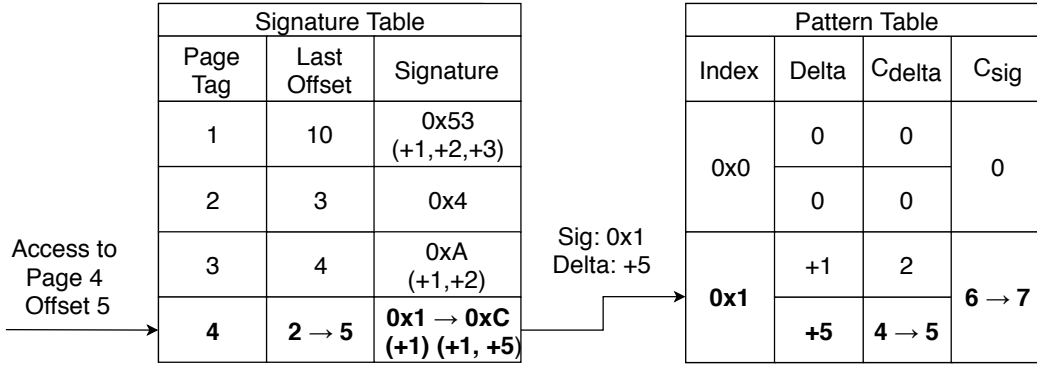 Signature Table
Page Tag
Last Offset
Signature
1
10
0x53
(+1,+2,+3)
2
3
0x4
3
4
0xA
(+1,+2)
4
2 → 5
0x1 → 0xC
(+1) (+1, +5)
Access to
Page 4
Offset 5
Sig: 0x1
Delta: +5
Pattern Table
Index
Delta
Cdelta
Csig
0x0
0
0
0
0
0
0x1
+1
2
+5
4 → 5
6 → 7